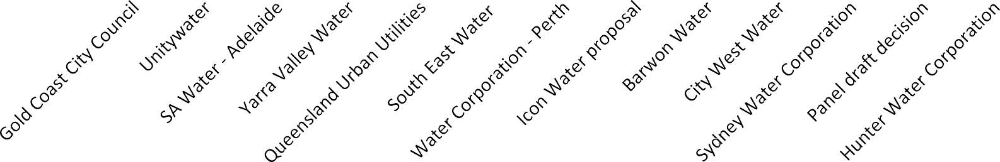 Gold Coast City Council
Unitywater
SA Water - Adelaide
Yarra Valley Water
Queensland Urban Utilities
South East Water
Water Corporation - Perth
Icon Water proposal
Barwon Water
City West Water
Sydney Water Corporation
Panel draft decision
Hunter Water Corporation